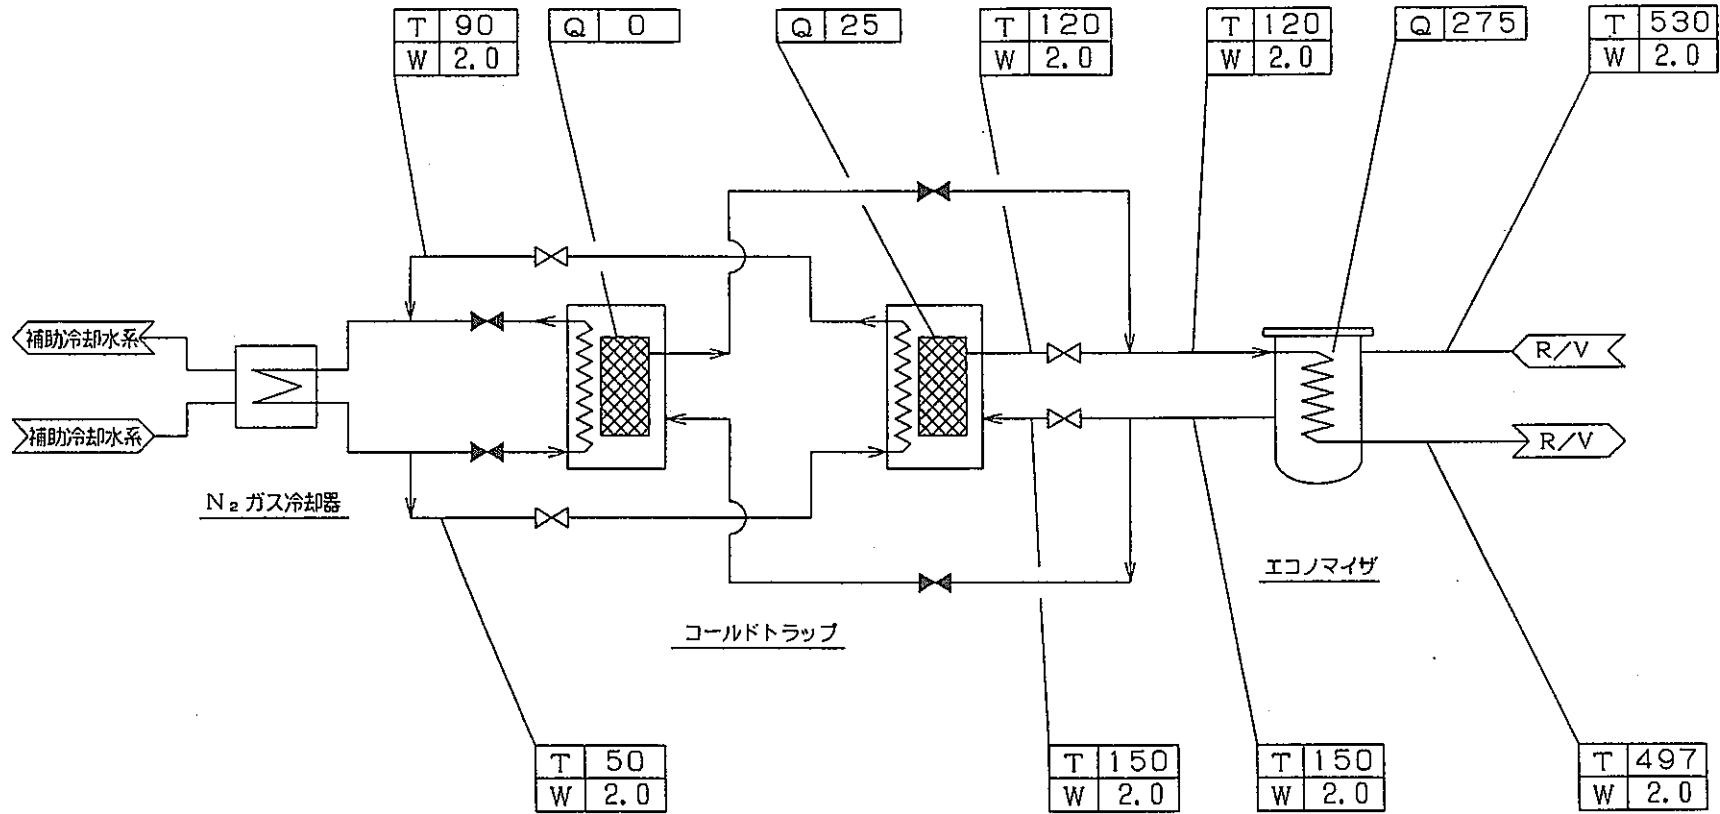 T 90
W 2.0
Q 0
Q 25
T 120
W 2.0
T 120
W 2.0
Q 275
T 530
W 2.0
補助冷却水系
補助冷却水系
R/V
R/V
N₂ガス冷却器
エコノマイザ
コールドトラップ
T 50
W 2.0
T 150
W 2.0
T 150
W 2.0
T 497
W 2.0